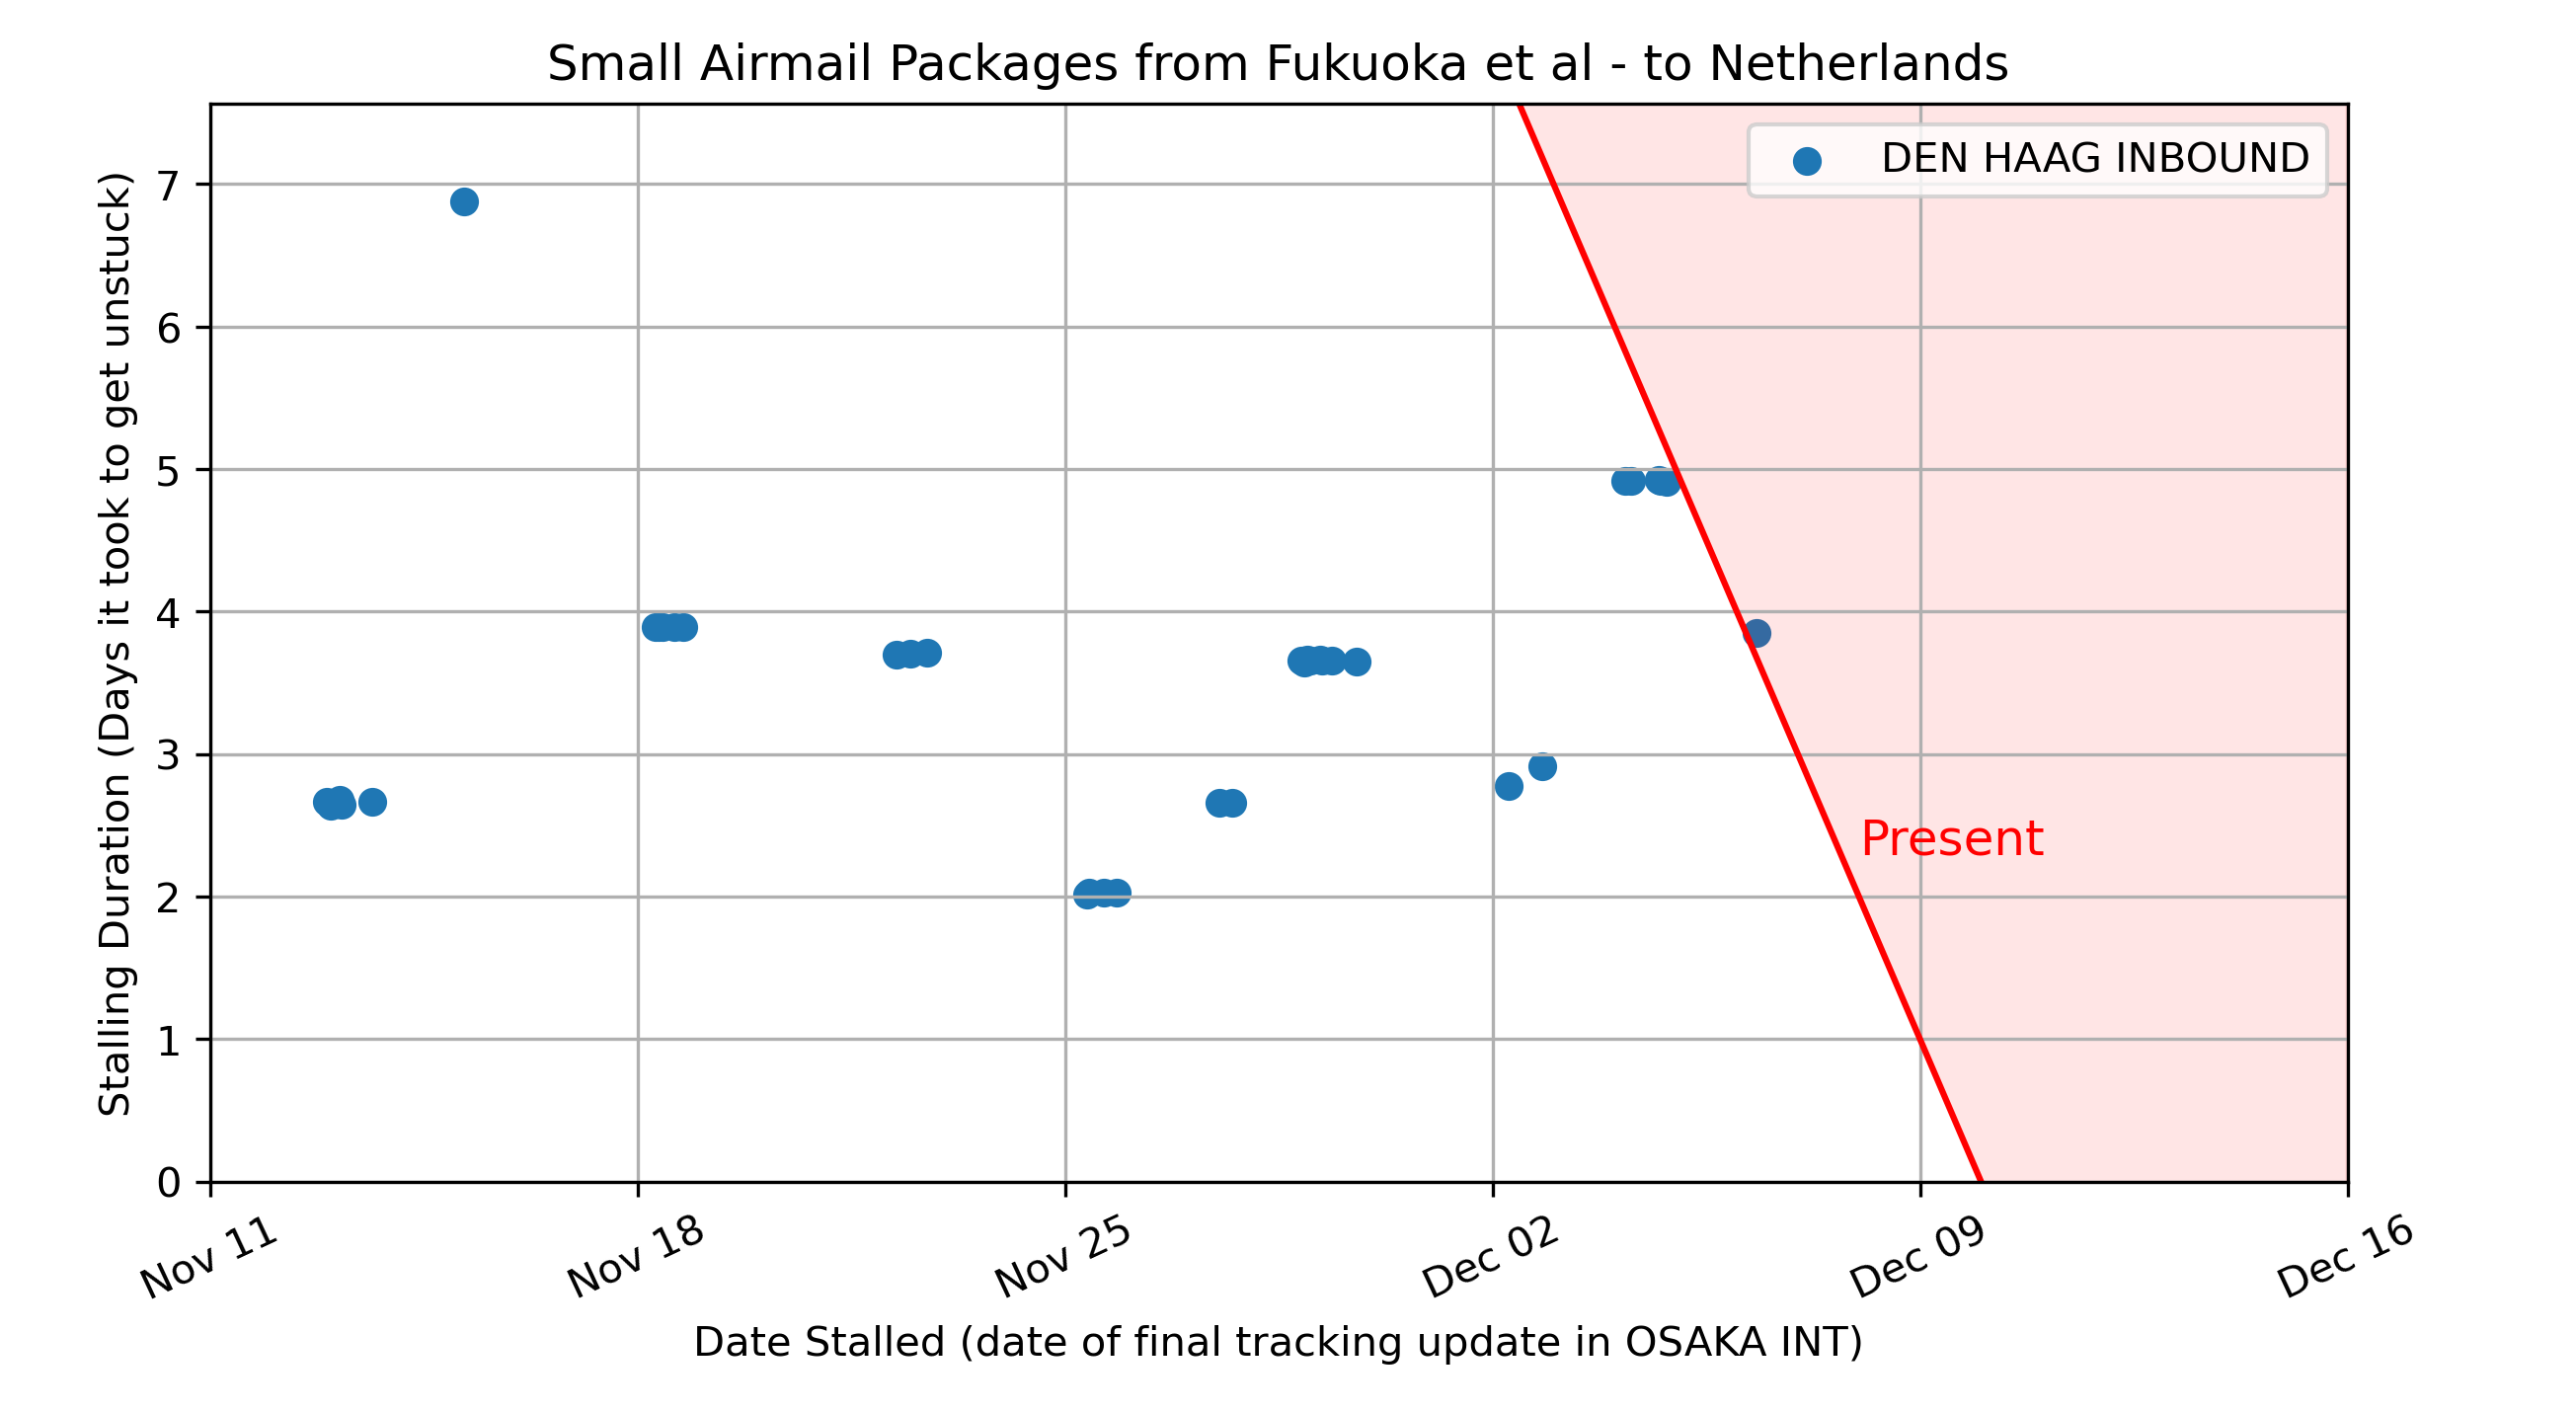 Small Airmail Packages from Fukuoka et al - to Netherlands
DEN HAAG INBOUND
Stalling Duration (Days it took to get unstuck)
7
6
5
4
3
2
1
0
Present
Nov 11
Nov 18
Nov 25
Dec 02
Dec 09
Dec 16
Date Stalled (date of final tracking update in OSAKA INT)